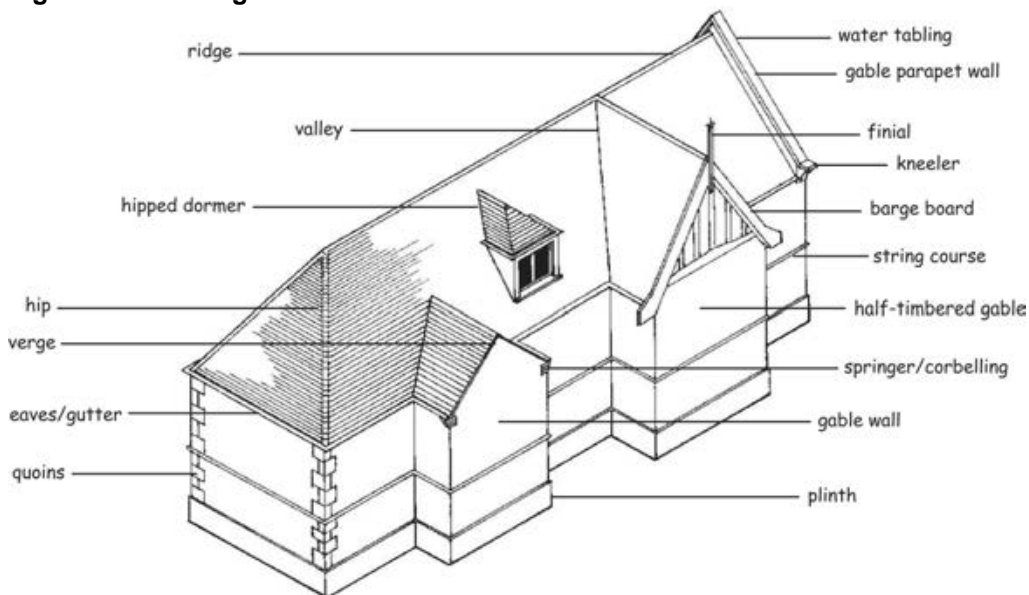 ridge
water tabling
gable parapet wall
valley
finial
kneeler
hipped dormer
barge board
string course
hip
half-timbered gable
verge
springer/corbelling
eaves/gutter
gable wall
quoins
plinth